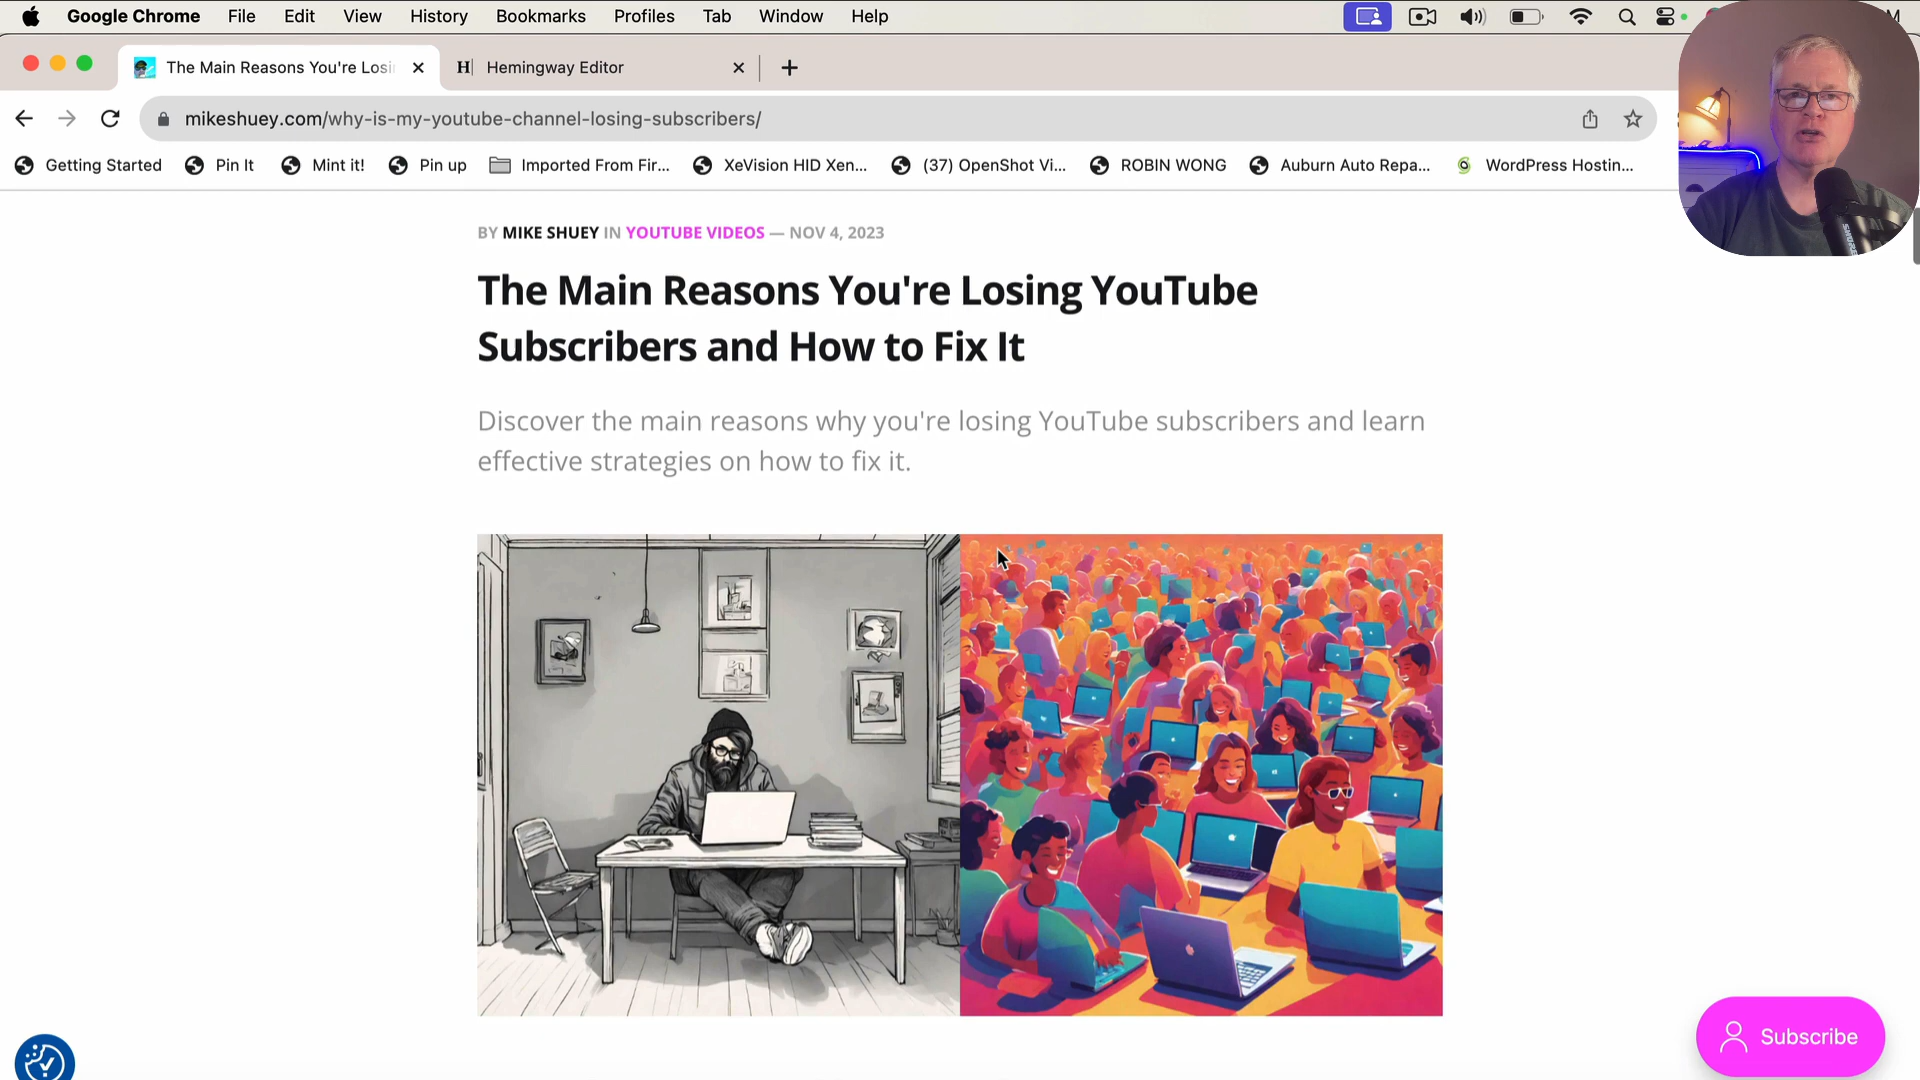 Google Chrome File Edit View History Bookmarks Profiles Tab Window Help
The Main Reasons You're Losi
H Hemingway Editor
mikeshuey.com/why-is-my-youtube-channel-losing-subscribers/
Getting Started Pin It Mint it! Pin up Imported From Fir... XeVision HID Xen... (37) OpenShot Vi... ROBIN WONG Auburn Auto Repa... WordPress Hostin...
BY MIKE SHUEY IN YOUTUBE VIDEOS — NOV 4, 2023
The Main Reasons You're Losing YouTube
Subscribers and How to Fix It
Discover the main reasons why you're losing YouTube subscribers and learn
effective strategies on how to fix it.
Subscribe